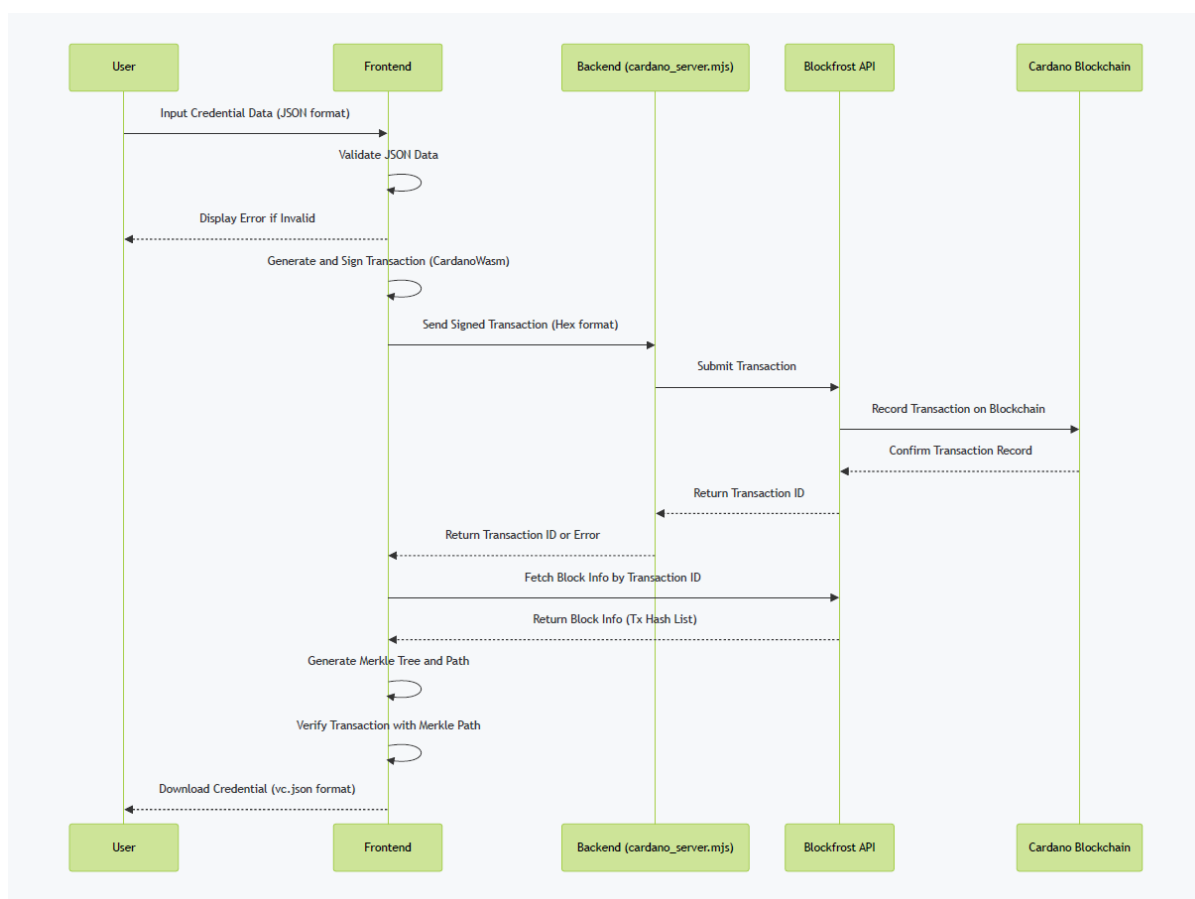 User
Frontend
Backend (cardano_server.mjs)
Blockfrost API
Cardano Blockchain
Input Credential Data (JSON format)
Validate JSON Data
Display Error if Invalid
Generate and Sign Transaction (CardanoWasm)
Send Signed Transaction (Hex format)
Submit Transaction
Record Transaction on Blockchain
Confirm Transaction Record
Return Transaction ID
Return Transaction ID or Error
Fetch Block Info by Transaction ID
Return Block Info (Tx Hash List)
Generate Merkle Tree and Path
Verify Transaction with Merkle Path
Download Credential (vc.json format)
User
Frontend
Backend (cardano_server.mjs)
Blockfrost API
Cardano Blockchain